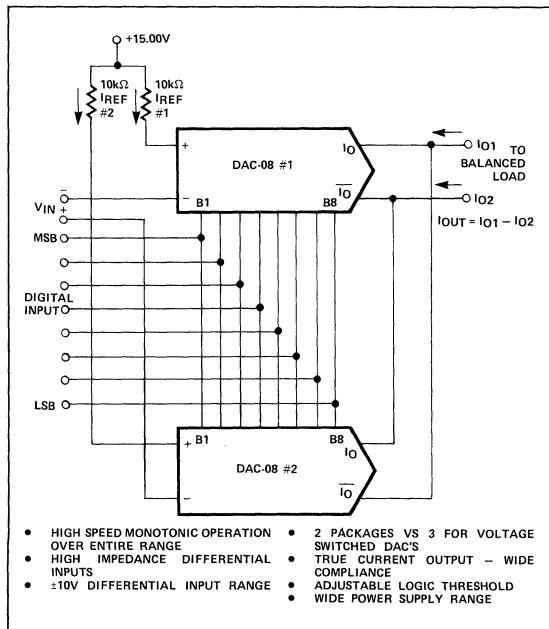 +15.00V
10kΩ
IREF
#2
10kΩ
IREF
#1
+
DAC-08 #1
IO
IO1
TO
BALANCED
LOAD
−
VIN
+
−
B1
B8
IO
IO2
IOUT = IO1 − IO2
MSB
DIGITAL
INPUT
LSB
B1
B8
+
IO
DAC-08 #2
−
IO
• HIGH SPEED MONOTONIC OPERATION
OVER ENTIRE RANGE
• HIGH IMPEDANCE DIFFERENTIAL
INPUTS
• ±10V DIFFERENTIAL INPUT RANGE
• 2 PACKAGES VS 3 FOR VOLTAGE
SWITCHED DAC'S
• TRUE CURRENT OUTPUT – WIDE
COMPLIANCE
• ADJUSTABLE LOGIC THRESHOLD
• WIDE POWER SUPPLY RANGE